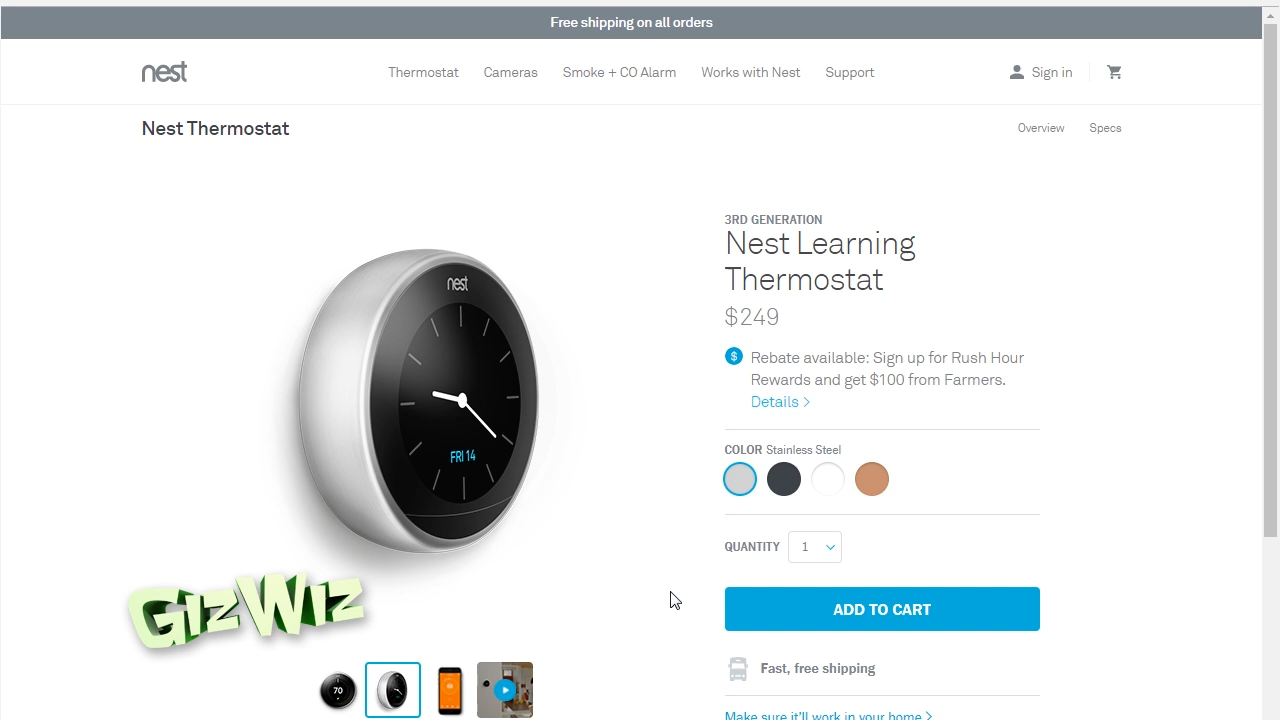 Free shipping on all orders
nest
Thermostat
Cameras
Smoke + CO Alarm
Works with Nest
Support
Sign in
Nest Thermostat
Overview
Specs
3RD GENERATION
Nest Learning
Thermostat
$249
$
Rebate available: Sign up for Rush Hour
Rewards and get $100 from Farmers.
Details >
COLOR Stainless Steel
QUANTITY 1
ADD TO CART
Fast, free shipping
Make sure it'll work in your home >
nest
FRI 14
GIZWIZ
70